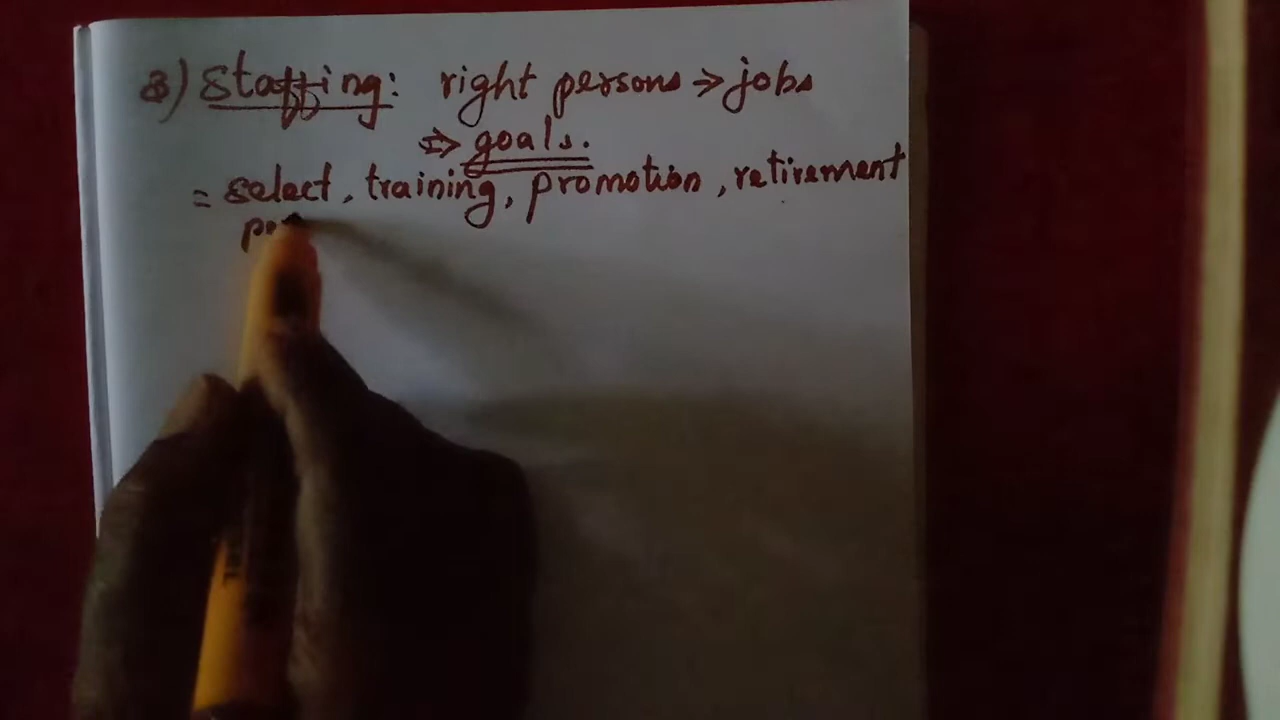 3) Staffing: right persons → jobs
⇒ goals.
= select, training, promotion, retirement